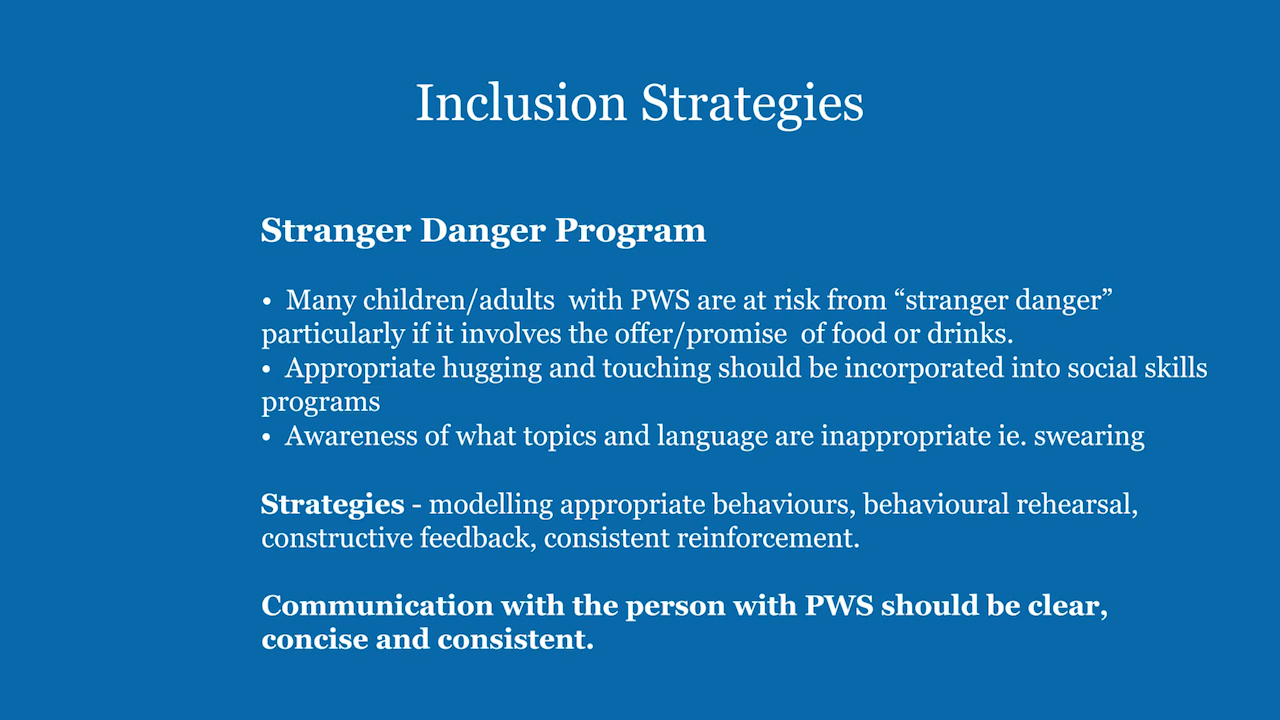 Inclusion Strategies
Stranger Danger Program
• Many children/adults  with PWS are at risk from “stranger danger”
particularly if it involves the offer/promise  of food or drinks.
• Appropriate hugging and touching should be incorporated into social skills
programs
• Awareness of what topics and language are inappropriate ie. swearing
Strategies - modelling appropriate behaviours, behavioural rehearsal,
constructive feedback, consistent reinforcement.
Communication with the person with PWS should be clear,
concise and consistent.